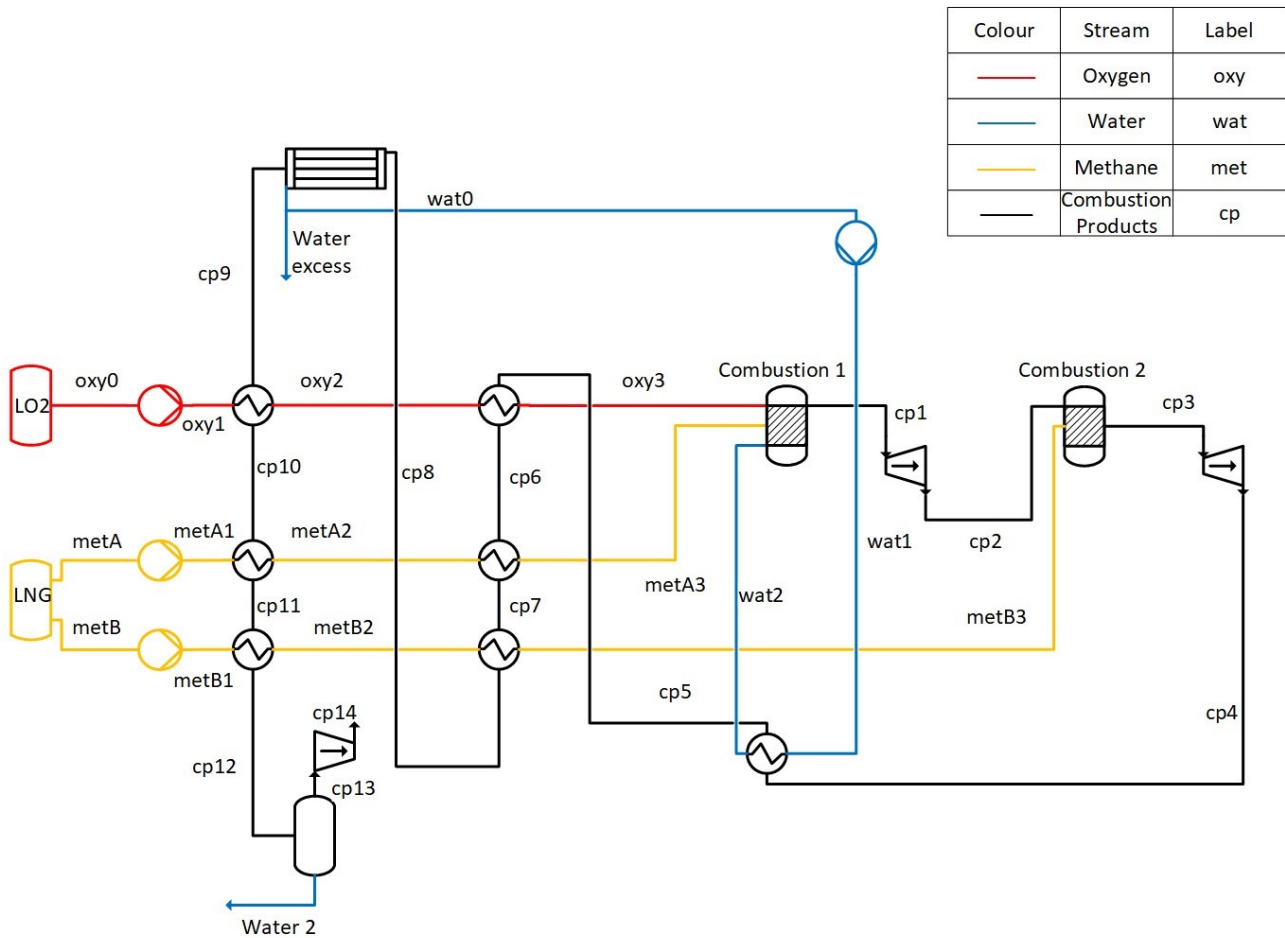 Colour Stream Label
Oxygen oxy
Water wat
Methane met
Combustion
Products cp
wat0
Water
excess
cp9
Combustion 1
Combustion 2
LO2
oxy0
oxy1
oxy2
oxy3
cp1
cp3
cp10
cp8
cp6
metA
metA1
metA2
wat1
cp2
LNG
metA3
wat2
cp11
cp7
metB
metB1
metB2
metB3
cp5
cp4
cp14
cp12
cp13
Water 2